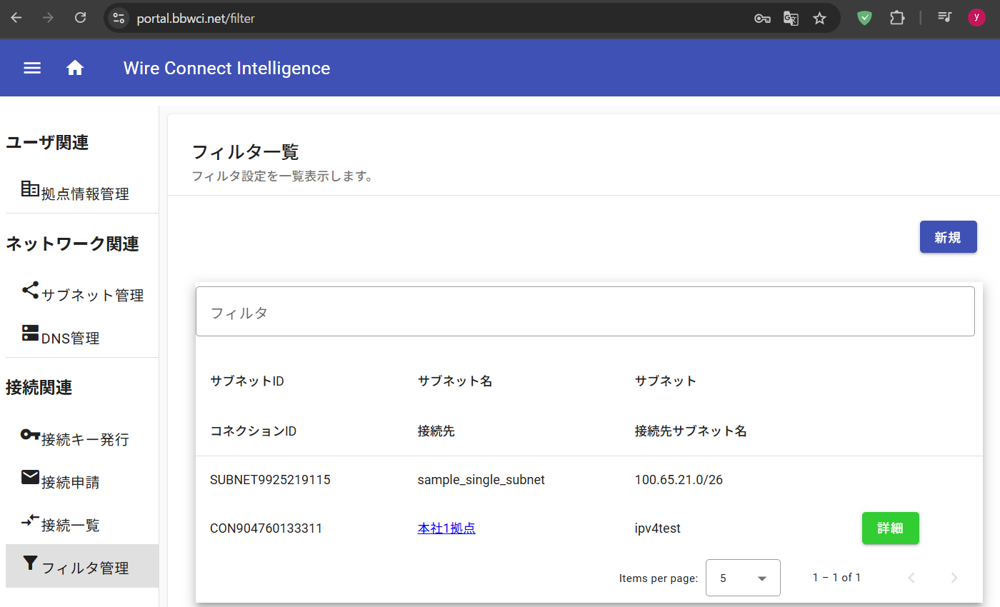 portal.bbwci.net/filter
y
Wire Connect Intelligence
ユーザ関連
拠点情報管理
ネットワーク関連
サブネット管理
DNS管理
接続関連
接続キー発行
接続申請
接続一覧
フィルタ管理
フィルタ一覧
フィルタ設定を一覧表示します。
新規
フィルタ
サブネットID サブネット名 サブネット
コネクションID 接続先 接続先サブネット名
SUBNET9925219115 sample_single_subnet 100.65.21.0/26
CON904760133311 本社1拠点 ipv4test 詳細
Items per page: 5 1 – 1 of 1